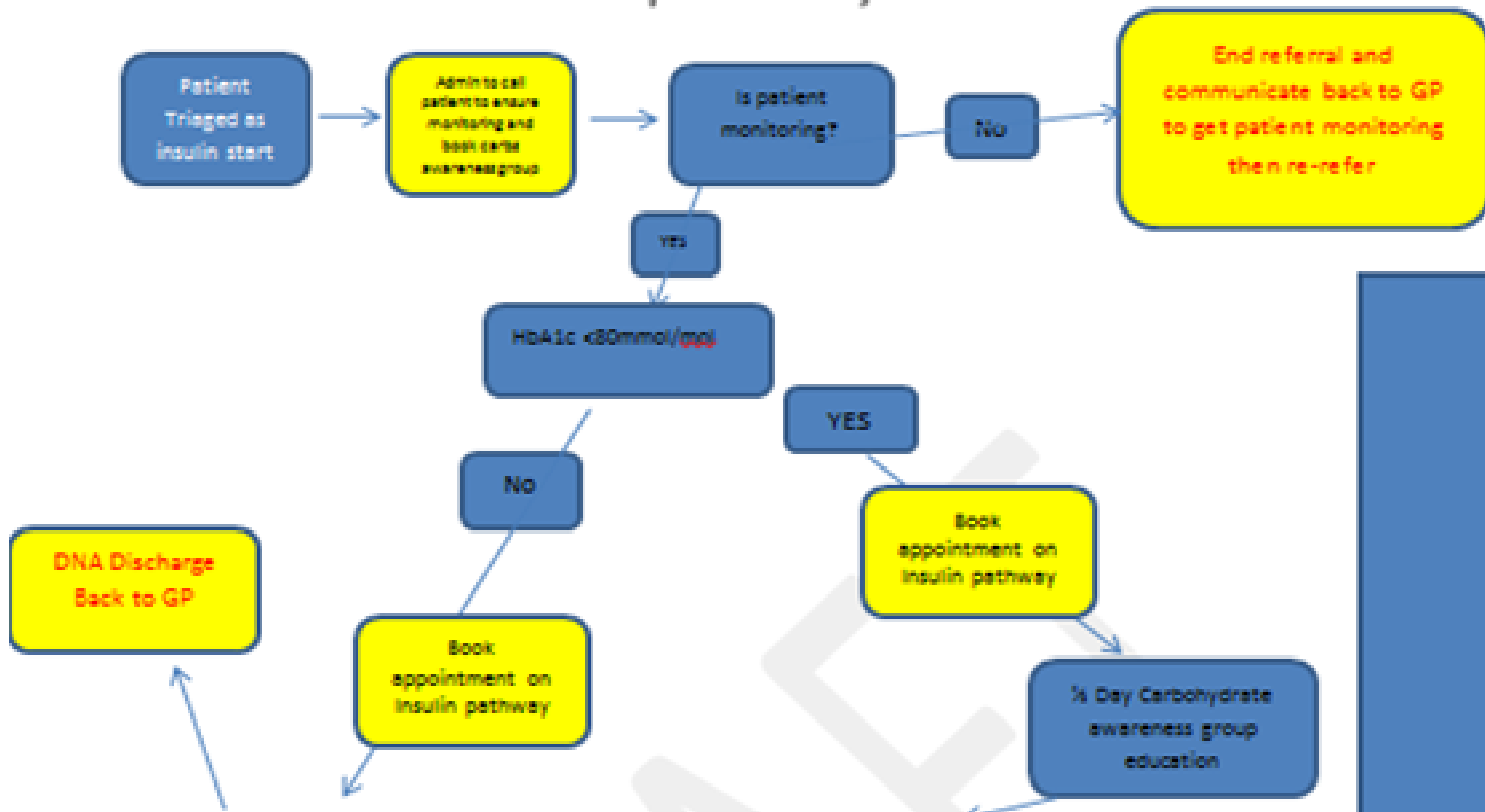 Patient
Triaged as
insulin start
Admin to call
patient to ensure
monitoring and
book carbs
awareness group
Is patient
monitoring?
No
End referral and
communicate back to GP
to get patient monitoring
then re-refer
YES
HbA1c <80mmol/mol
YES
No
Book
appointment on
Insulin pathway
DNA Discharge
Back to GP
Book
appointment on
Insulin pathway
Day Carbohydrate
awareness group
education